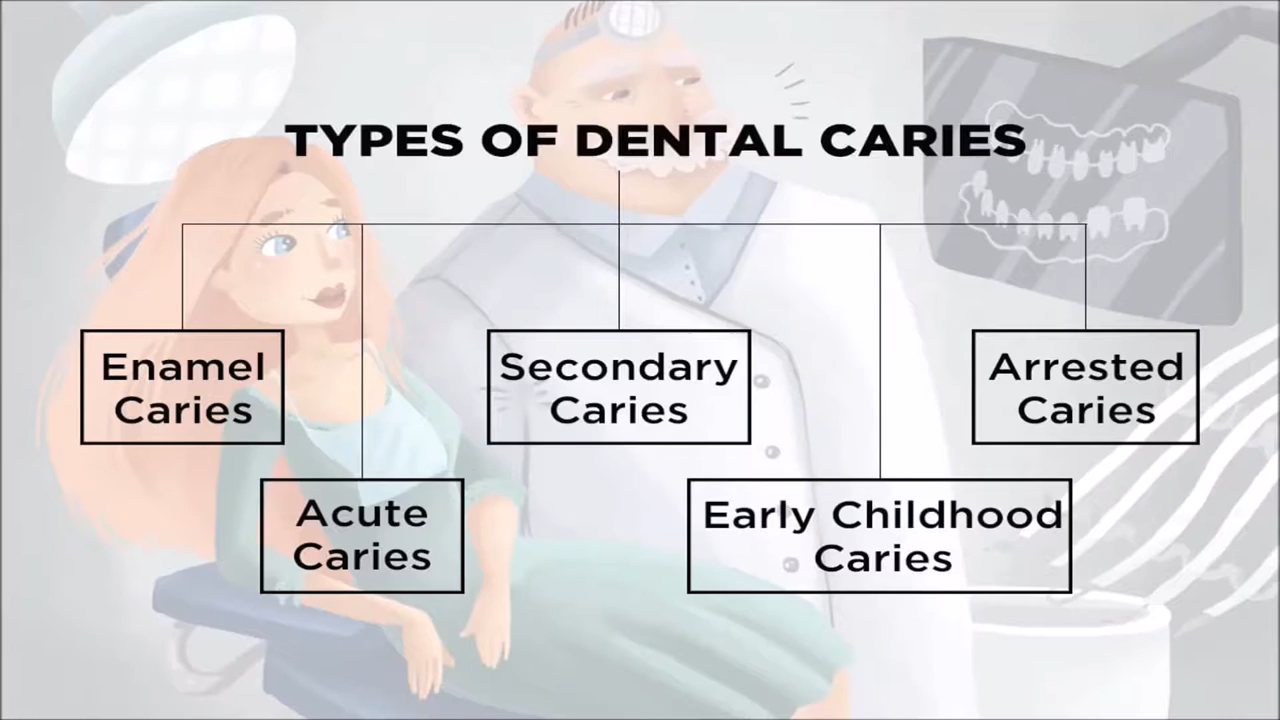 TYPES OF DENTAL CARIES
Enamel
Caries
Acute
Caries
Secondary
Caries
Early Childhood
Caries
Arrested
Caries